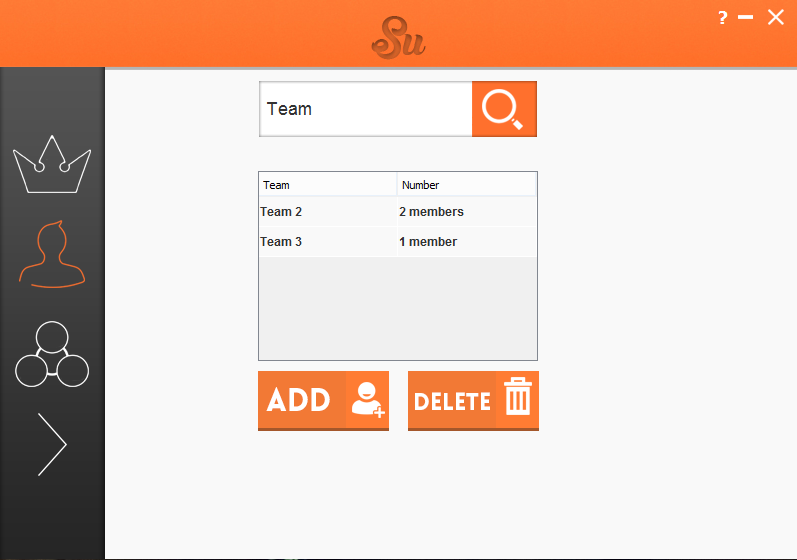 ?
Su
Team
Team Number
Team 2 2 members
Team 3 1 member
ADD DELETE